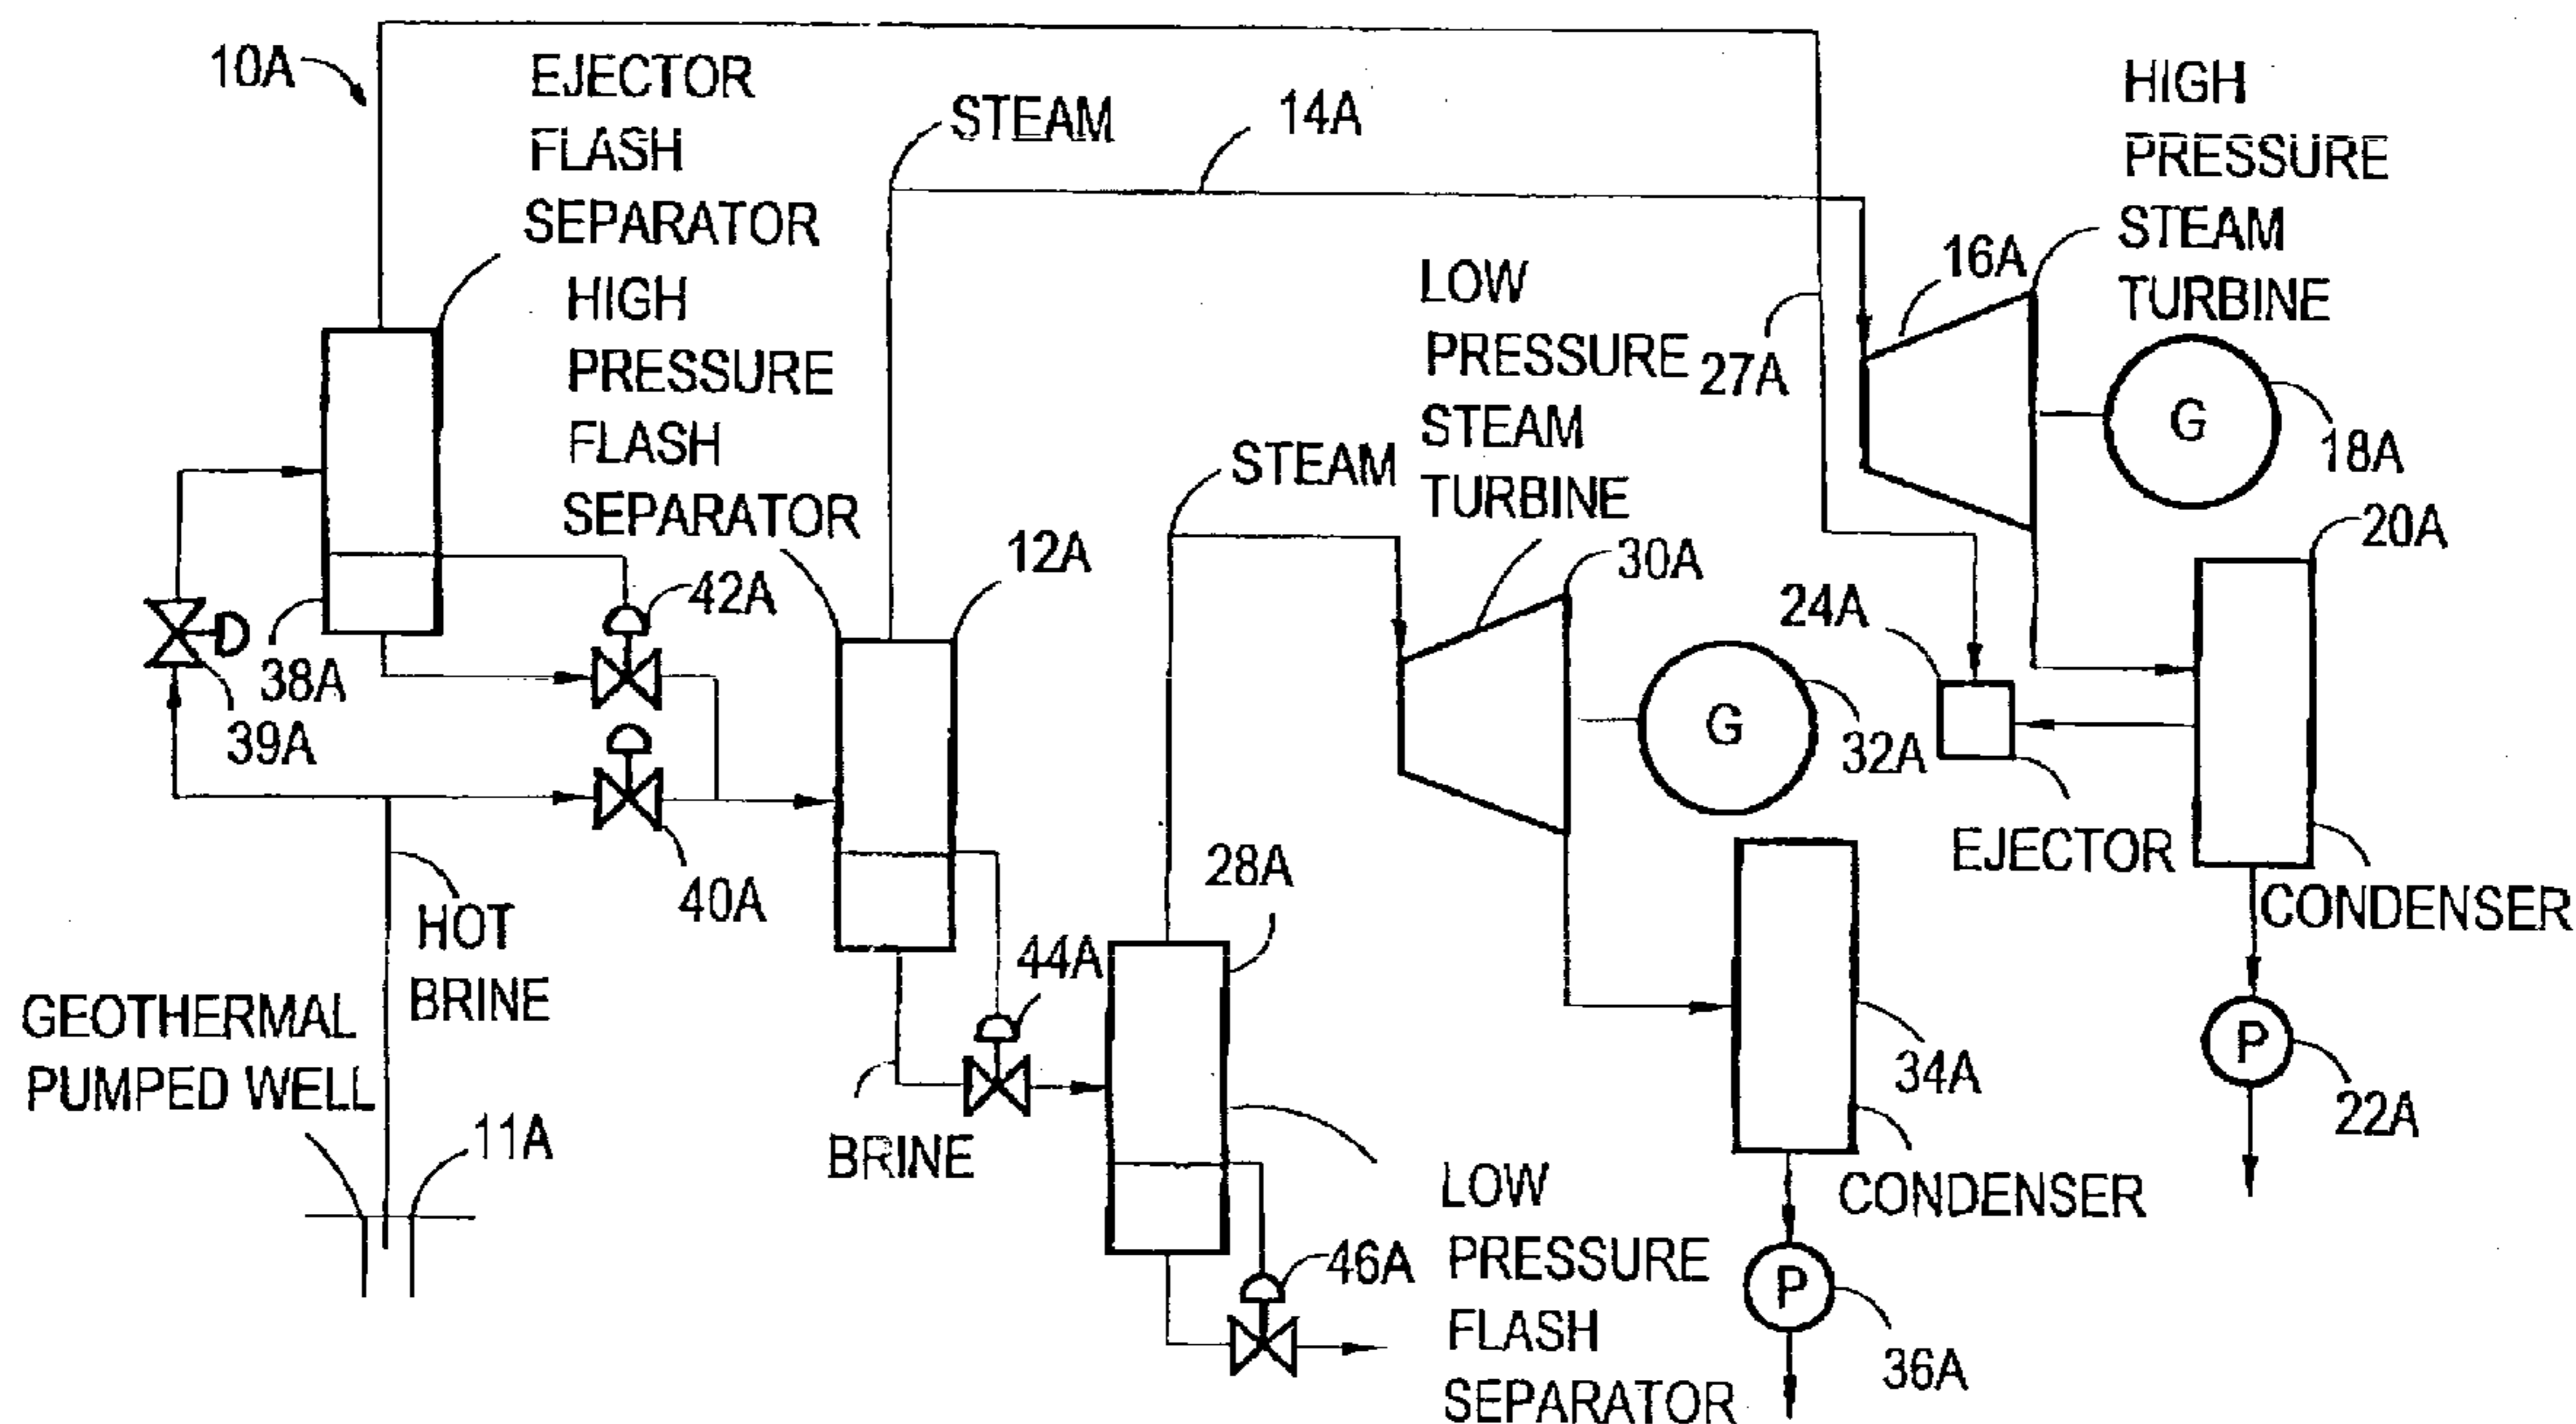 10A
EJECTOR
FLASH
SEPARATOR
STEAM
14A
HIGH
PRESSURE
STEAM
TURBINE
HIGH
PRESSURE
FLASH
SEPARATOR
LOW
PRESSURE
STEAM
TURBINE
27A
16A
G
18A
STEAM
20A
12A
42A
30A
24A
38A
39A
G
32A
40A
EJECTOR
CONDENSER
28A
HOT
BRINE
44A
GEOTHERMAL
PUMPED WELL
11A
BRINE
34A
P
22A
CONDENSER
LOW
PRESSURE
FLASH
SEPARATOR
46A
P
36A